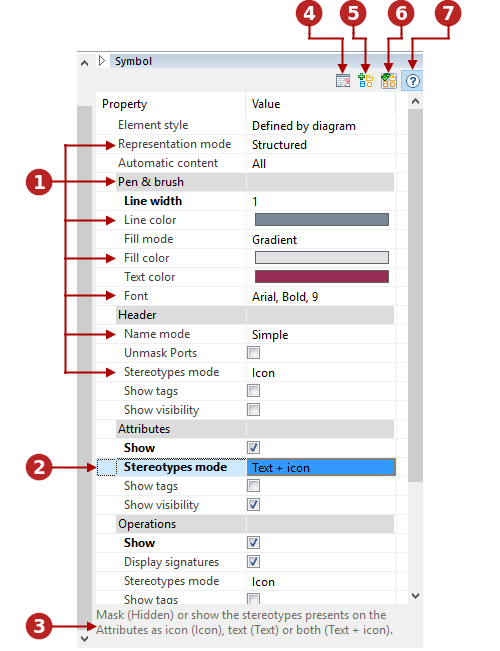 4 5 6 7
Symbol
?
Property Value
Element style Defined by diagram
Representation mode Structured
Automatic content All
1 Pen & brush
Line width 1
Line color
Fill mode Gradient
Fill color
Text color
Font Arial, Bold, 9
Header
Name mode Simple
Unmask Ports
Stereotypes mode Icon
Show tags
Show visibility
Attributes
Show
2 Stereotypes mode Text + icon
Show tags
Show visibility
Operations
Show
Display signatures
Stereotypes mode Icon
Show tags
Mask (Hidden) or show the stereotypes presents on the
3 Attributes as icon (Icon), text (Text) or both (Text + icon).